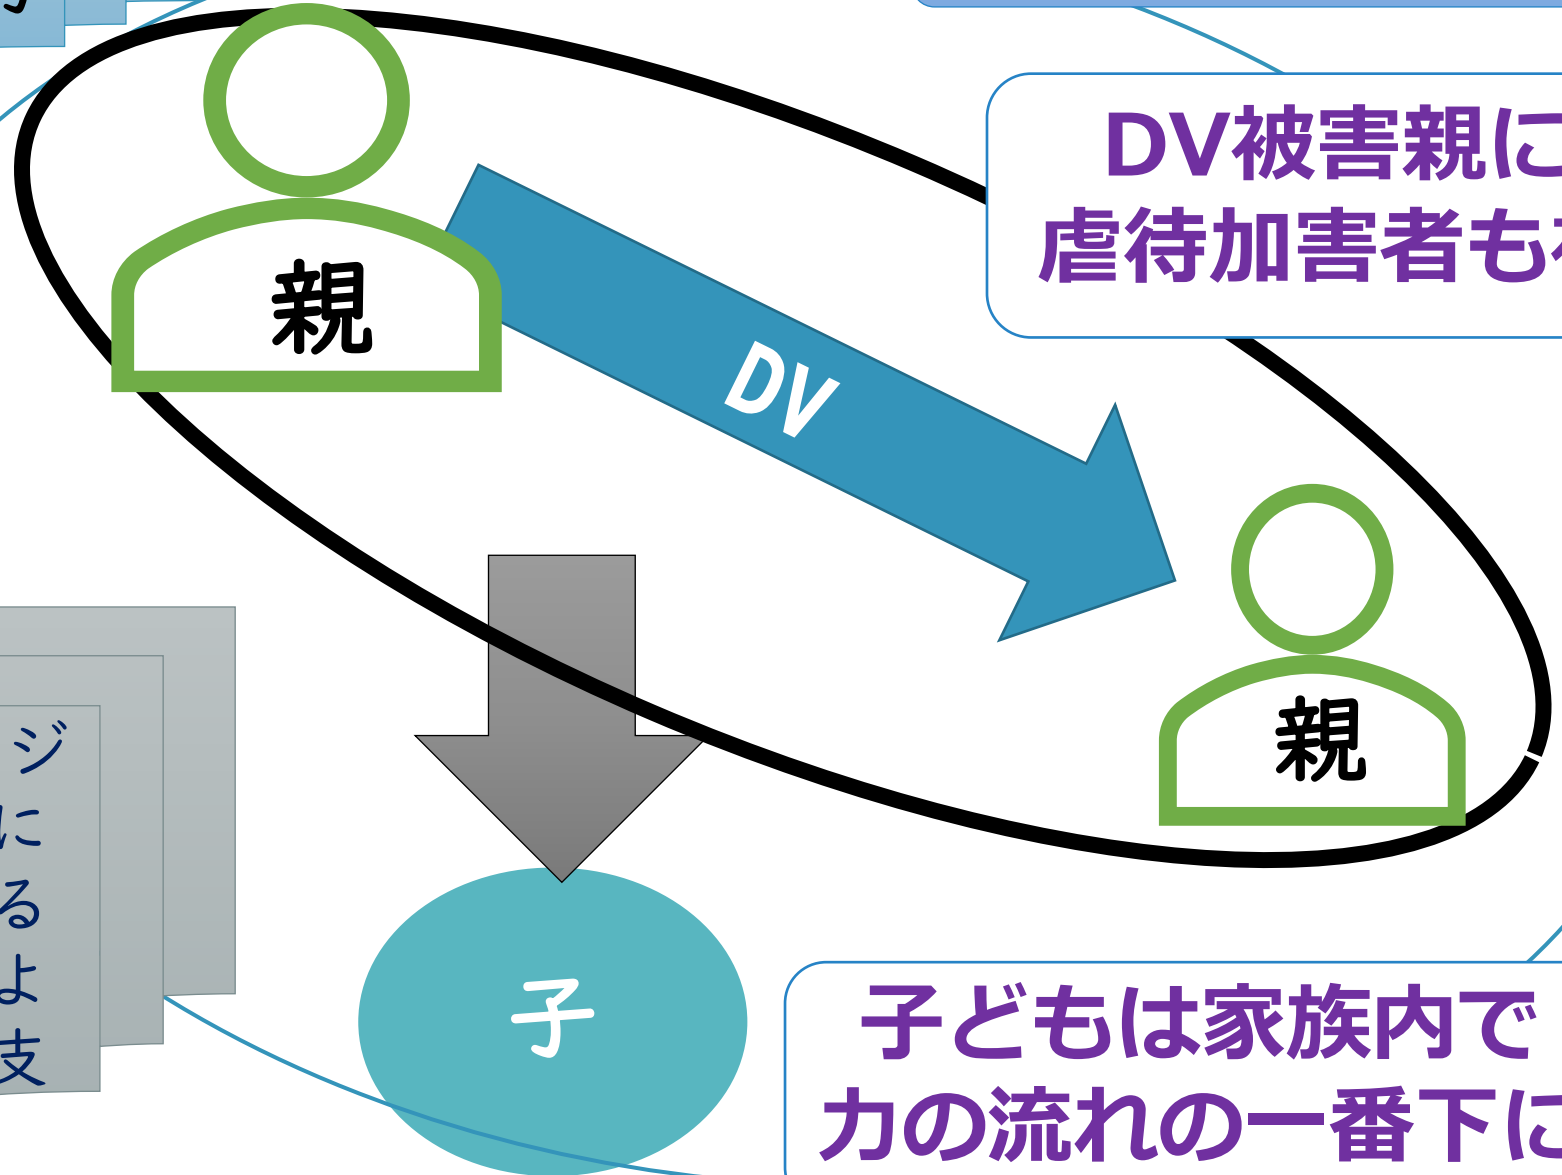 DV被害親に
虐待加害者も
親
DV
親
ジ
に
る
よ
支
子
子どもは家族内で
力の流れの一番下に